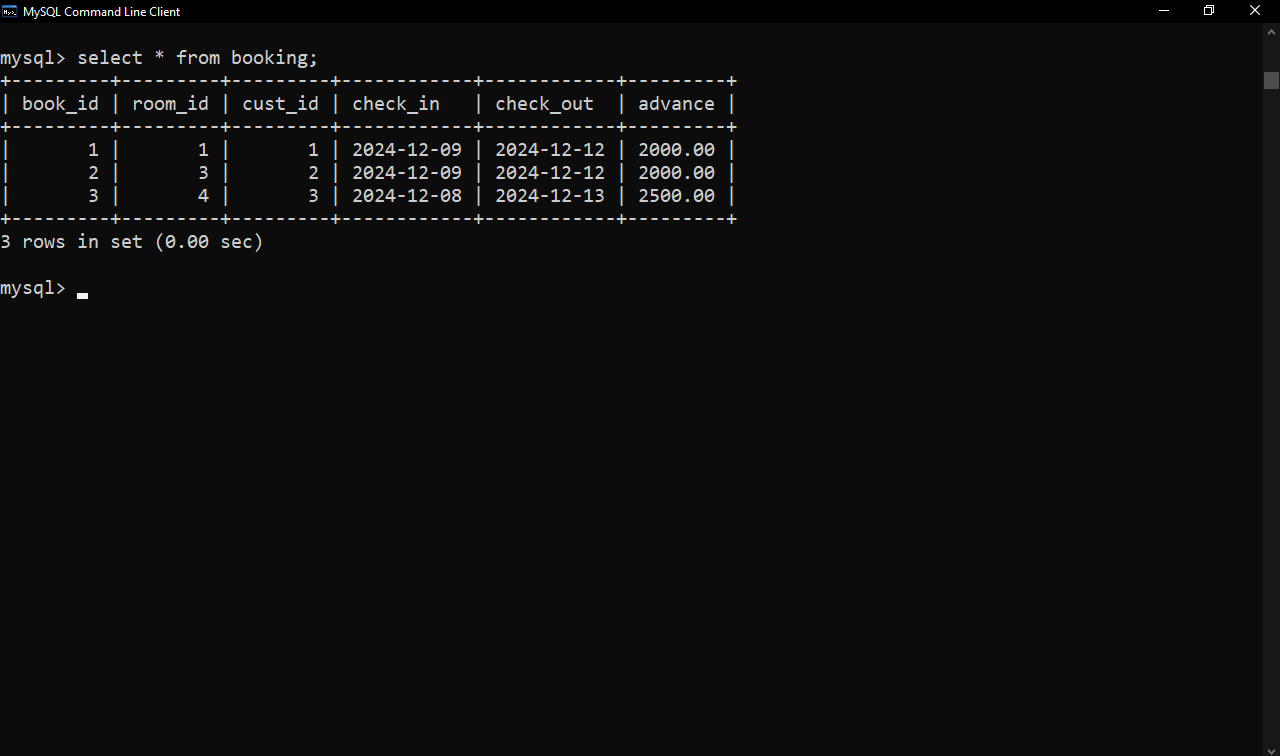 MySQL Command Line Client
mysql> select * from booking;
+---------+---------+---------+------------+------------+---------+
| book_id | room_id | cust_id | check_in   | check_out  | advance |
+---------+---------+---------+------------+------------+---------+
|       1 |       1 |       1 | 2024-12-09 | 2024-12-12 | 2000.00 |
|       2 |       3 |       2 | 2024-12-09 | 2024-12-12 | 2000.00 |
|       3 |       4 |       3 | 2024-12-08 | 2024-12-13 | 2500.00 |
+---------+---------+---------+------------+------------+---------+
3 rows in set (0.00 sec)
mysql>